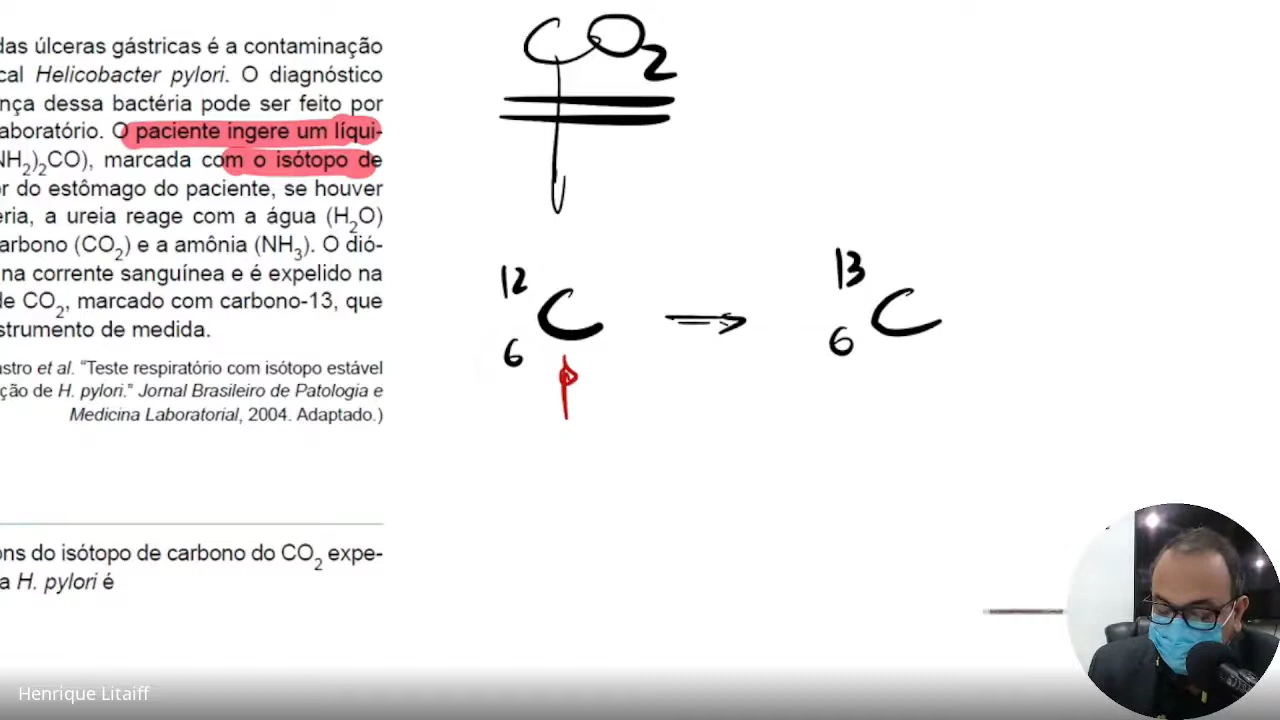 das úlceras gástricas é a contaminação
cal Helicobacter pylori. O diagnóstico
nça dessa bactéria pode ser feito por
aboratório. O paciente ingere um líqui-
NH₂)₂CO), marcada com o isótopo de
or do estômago do paciente, se houver
eria, a ureia reage com a água (H₂O)
arbono (CO₂) e a amônia (NH₃). O dió-
na corrente sanguínea e é expelido na
de CO₂, marcado com carbono-13, que
strumento de medida.
astro et al. “Teste respiratório com isótopo estável
ção de H. pylori.” Jornal Brasileiro de Patologia e
Medicina Laboratorial, 2004. Adaptado.)
ons do isótopo de carbono do CO₂ expe-
a H. pylori é
CO₂
¹²₆C → ¹³₆C
p
Henrique Litaiff